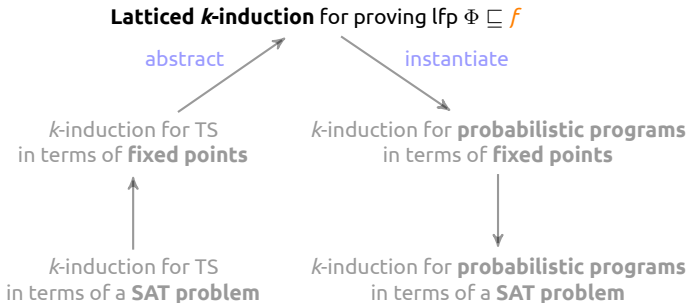 Latticed k-induction for proving lfp Φ ⊑ f
abstract
instantiate
k-induction for TS
in terms of fixed points
k-induction for probabilistic programs
in terms of fixed points
k-induction for TS
in terms of a SAT problem
k-induction for probabilistic programs
in terms of a SAT problem